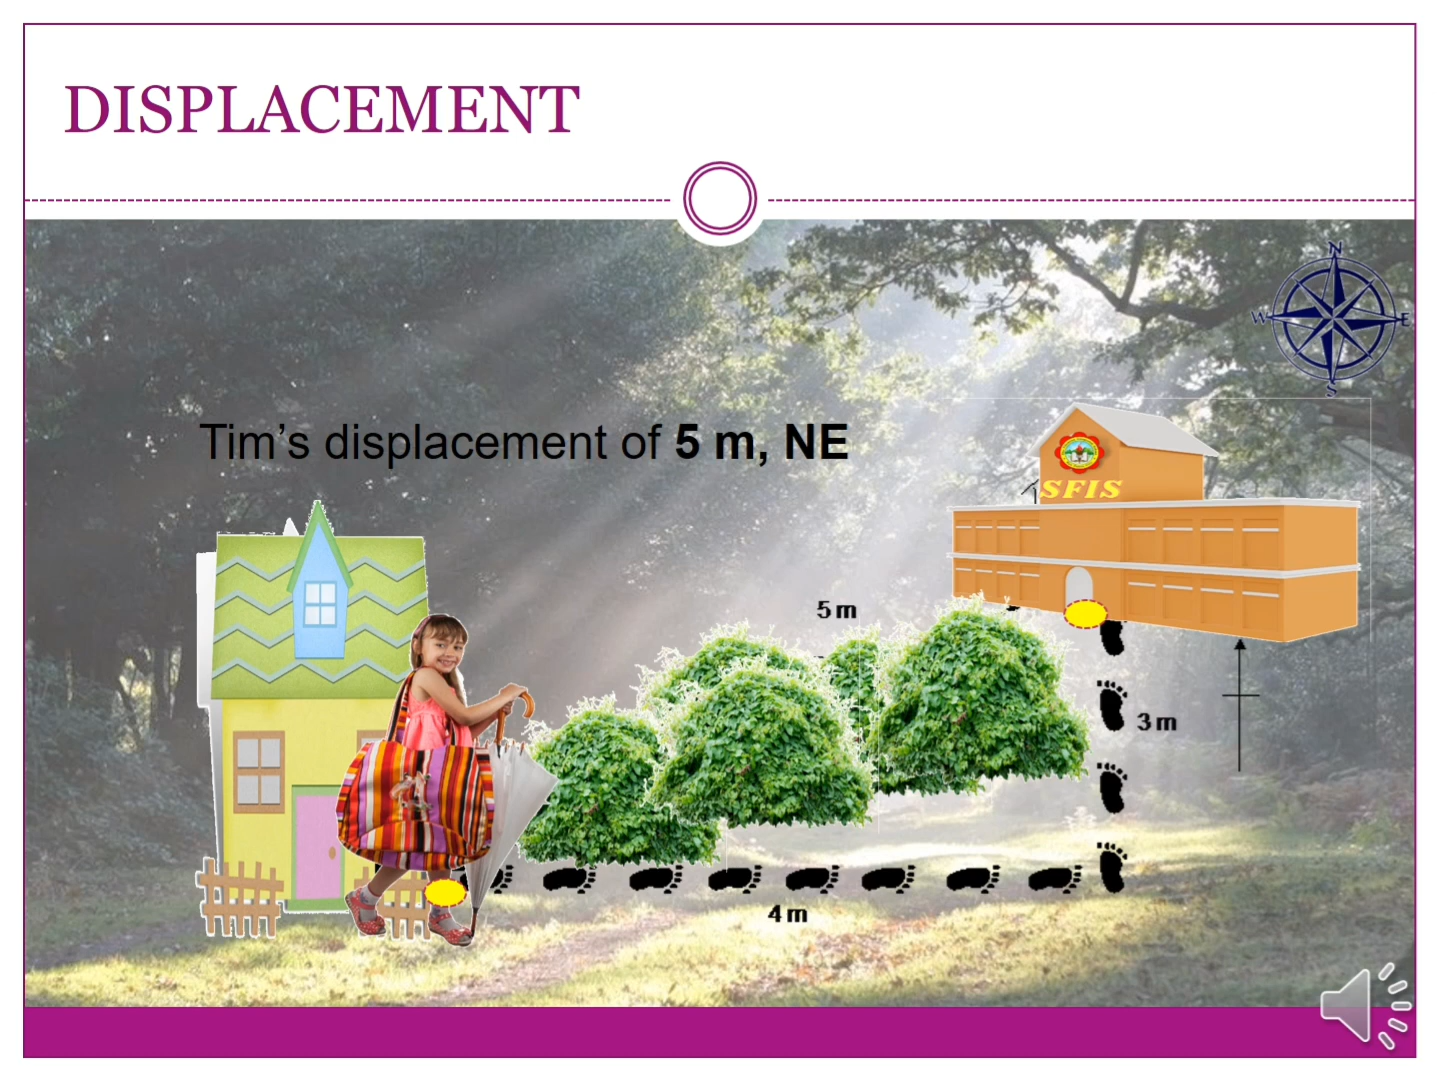 DISPLACEMENT
N
W
E
S
Tim's displacement of 5 m, NE
SFIS
5 m
3 m
4 m